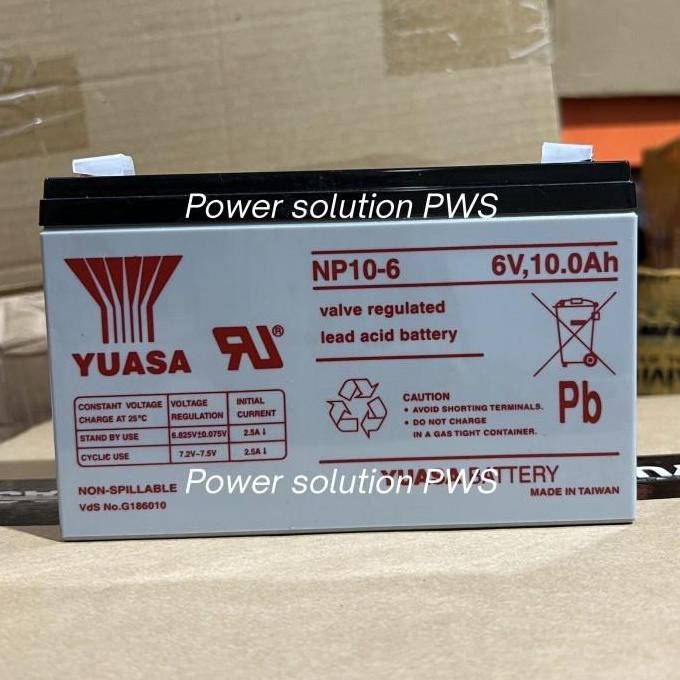 Power solution PWS
YUASA
RU®
NP10-6 6V,10.0Ah
valve regulated
lead acid battery
CONSTANT VOLTAGE CHARGE AT 25°C VOLTAGE REGULATION INITIAL CURRENT
STAND BY USE 6.825V±0.075V 2.5A↓
CYCLIC USE 7.2V~7.5V 2.5A↓
CAUTION
• AVOID SHORTING TERMINALS.
• DO NOT CHARGE
IN A GAS TIGHT CONTAINER.
Pb
NON-SPILLABLE
VdS No.G186010
Power solution PWS
YUASA BATTERY
MADE IN TAIWAN